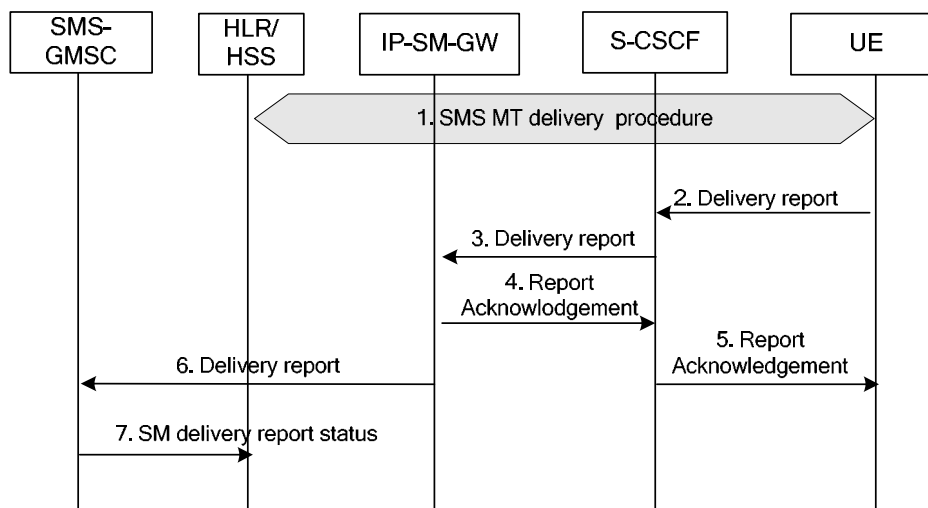 SMS-
GMSC
HLR/
HSS
IP-SM-GW
S-CSCF
UE
1. SMS MT delivery procedure
2. Delivery report
3. Delivery report
4. Report
Acknowlodgement
5. Report
Acknowledgement
6. Delivery report
7. SM delivery report status